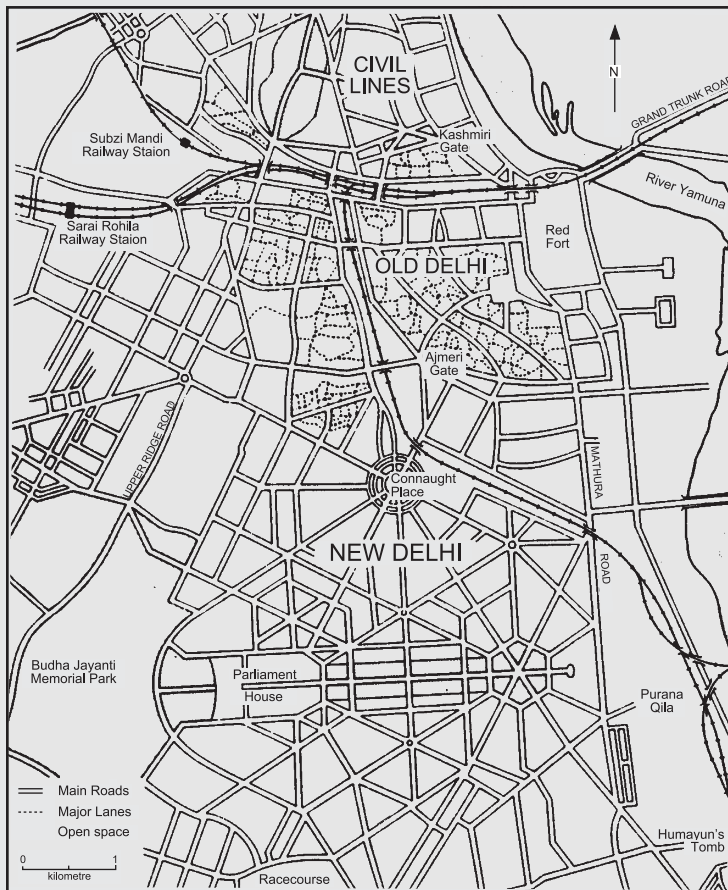 CIVIL
LINES
N
GRAND TRUNK ROAD
Kashmiri
Gate
Subzi Mandi
Railway Staion
River Yamuna
Sarai Rohila
Railway Staion
Red
Fort
OLD DELHI
Ajmeri
Gate
UPPER RIDGE ROAD
MATHURA
ROAD
Connaught
Place
NEW DELHI
Budha Jayanti
Memorial Park
Parliament
House
Purana
Qila
Main Roads
Major Lanes
Open space
0 1
kilometre
Humayun's
Tomb
Racecourse